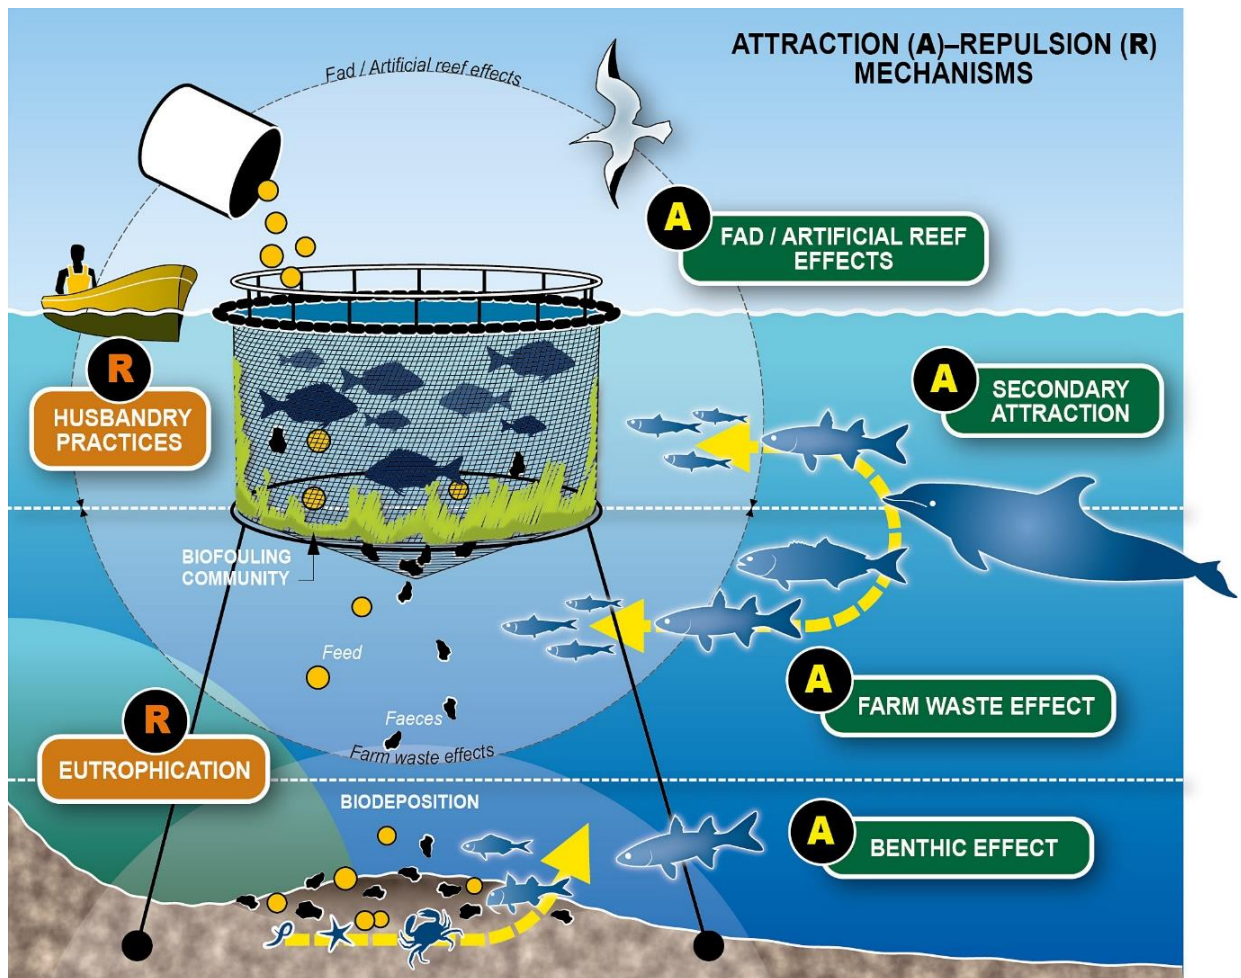 ATTRACTION (A)–REPULSION (R)
MECHANISMS
Fad / Artificial reef effects
A
FAD / ARTIFICIAL REEF
EFFECTS
R
HUSBANDRY
PRACTICES
A
SECONDARY
ATTRACTION
BIOFOULING
COMMUNITY
Feed
Faeces
Farm waste effects
A
FARM WASTE EFFECT
R
EUTROPHICATION
BIODEPOSITION
A
BENTHIC EFFECT